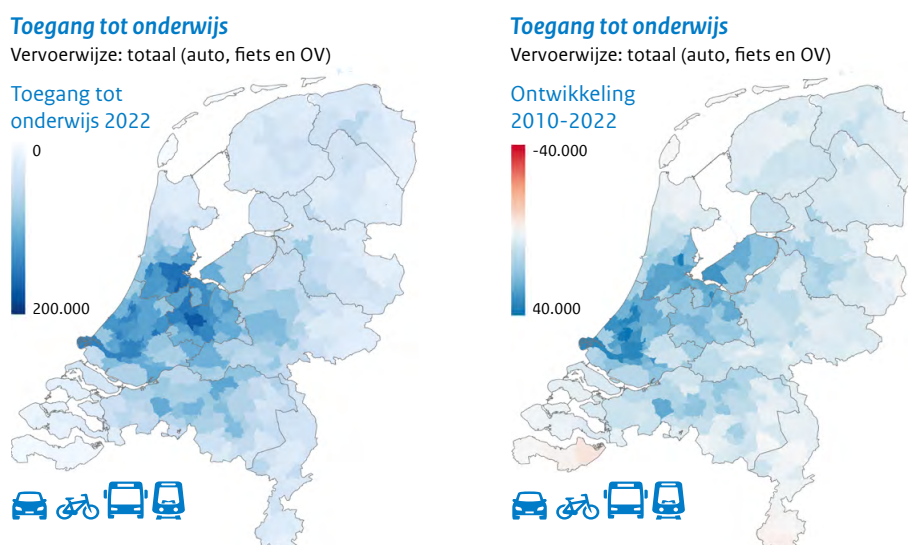 Toegang tot onderwijs
Vervoerwijze: totaal (auto, fiets en OV)
Toegang tot
onderwijs 2022
0
200.000
Toegang tot onderwijs
Vervoerwijze: totaal (auto, fiets en OV)
Ontwikkeling
2010-2022
-40.000
40.000